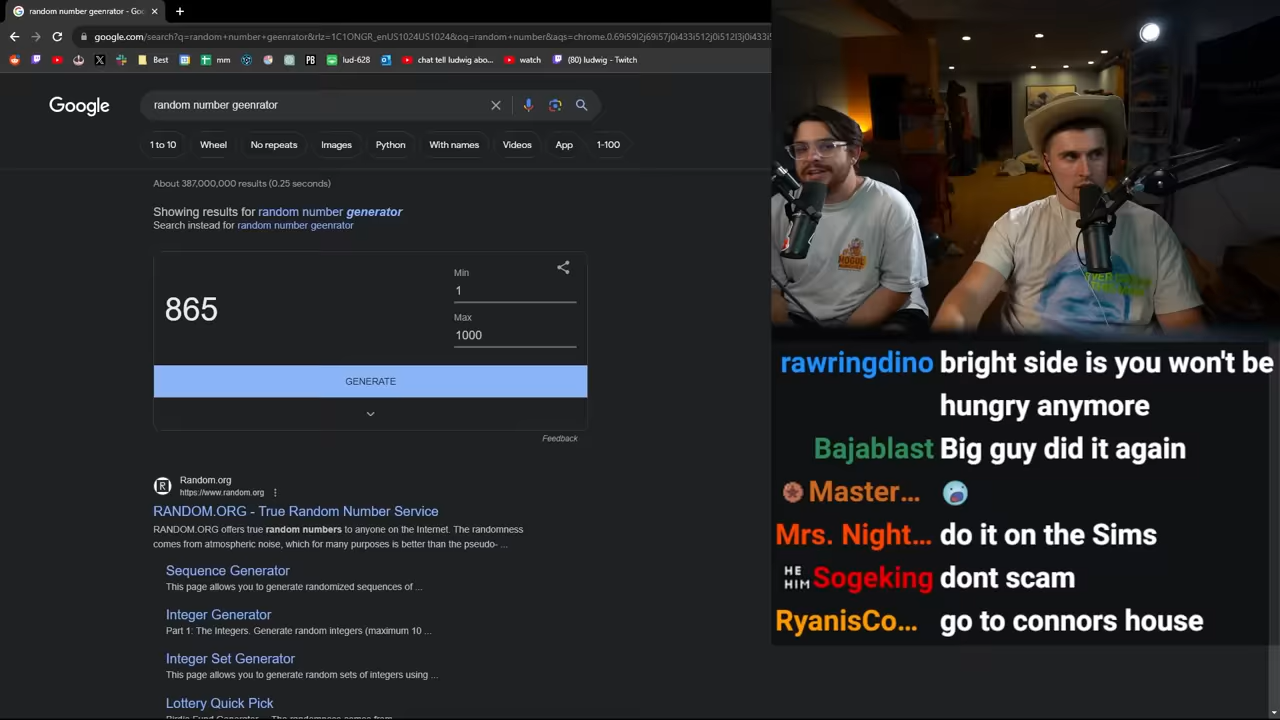 random number geenrator - Goo
google.com/search?q=random+number+geenrator&rlz=1C1ONGR_enUS1024US1024&oq=random+number&aqs=chrome.0.69i59l2j69i57j0i433i512j0i512l3j0i433i5
Best
mm
lud-628
chat tell ludwig abo...
watch
(80) ludwig - Twitch
Google
random number geenrator
1 to 10
Wheel
No repeats
Images
Python
With names
Videos
App
1-100
About 387,000,000 results (0.25 seconds)
Showing results for random number generator
Search instead for random number geenrator
Min
1
865
Max
1000
GENERATE
Feedback
Random.org
https://www.random.org
RANDOM.ORG - True Random Number Service
RANDOM.ORG offers true random numbers to anyone on the Internet. The randomness
comes from atmospheric noise, which for many purposes is better than the pseudo- ...
Sequence Generator
This page allows you to generate randomized sequences of ...
Integer Generator
Part 1: The Integers. Generate random integers (maximum 10 ...
Integer Set Generator
This page allows you to generate random sets of integers using ...
Lottery Quick Pick
MOGUL
rawringdino bright side is you won't be
hungry anymore
Bajablast Big guy did it again
Master...
Mrs. Night... do it on the Sims
HE
HIM
Sogeking dont scam
RyanisCo... go to connors house